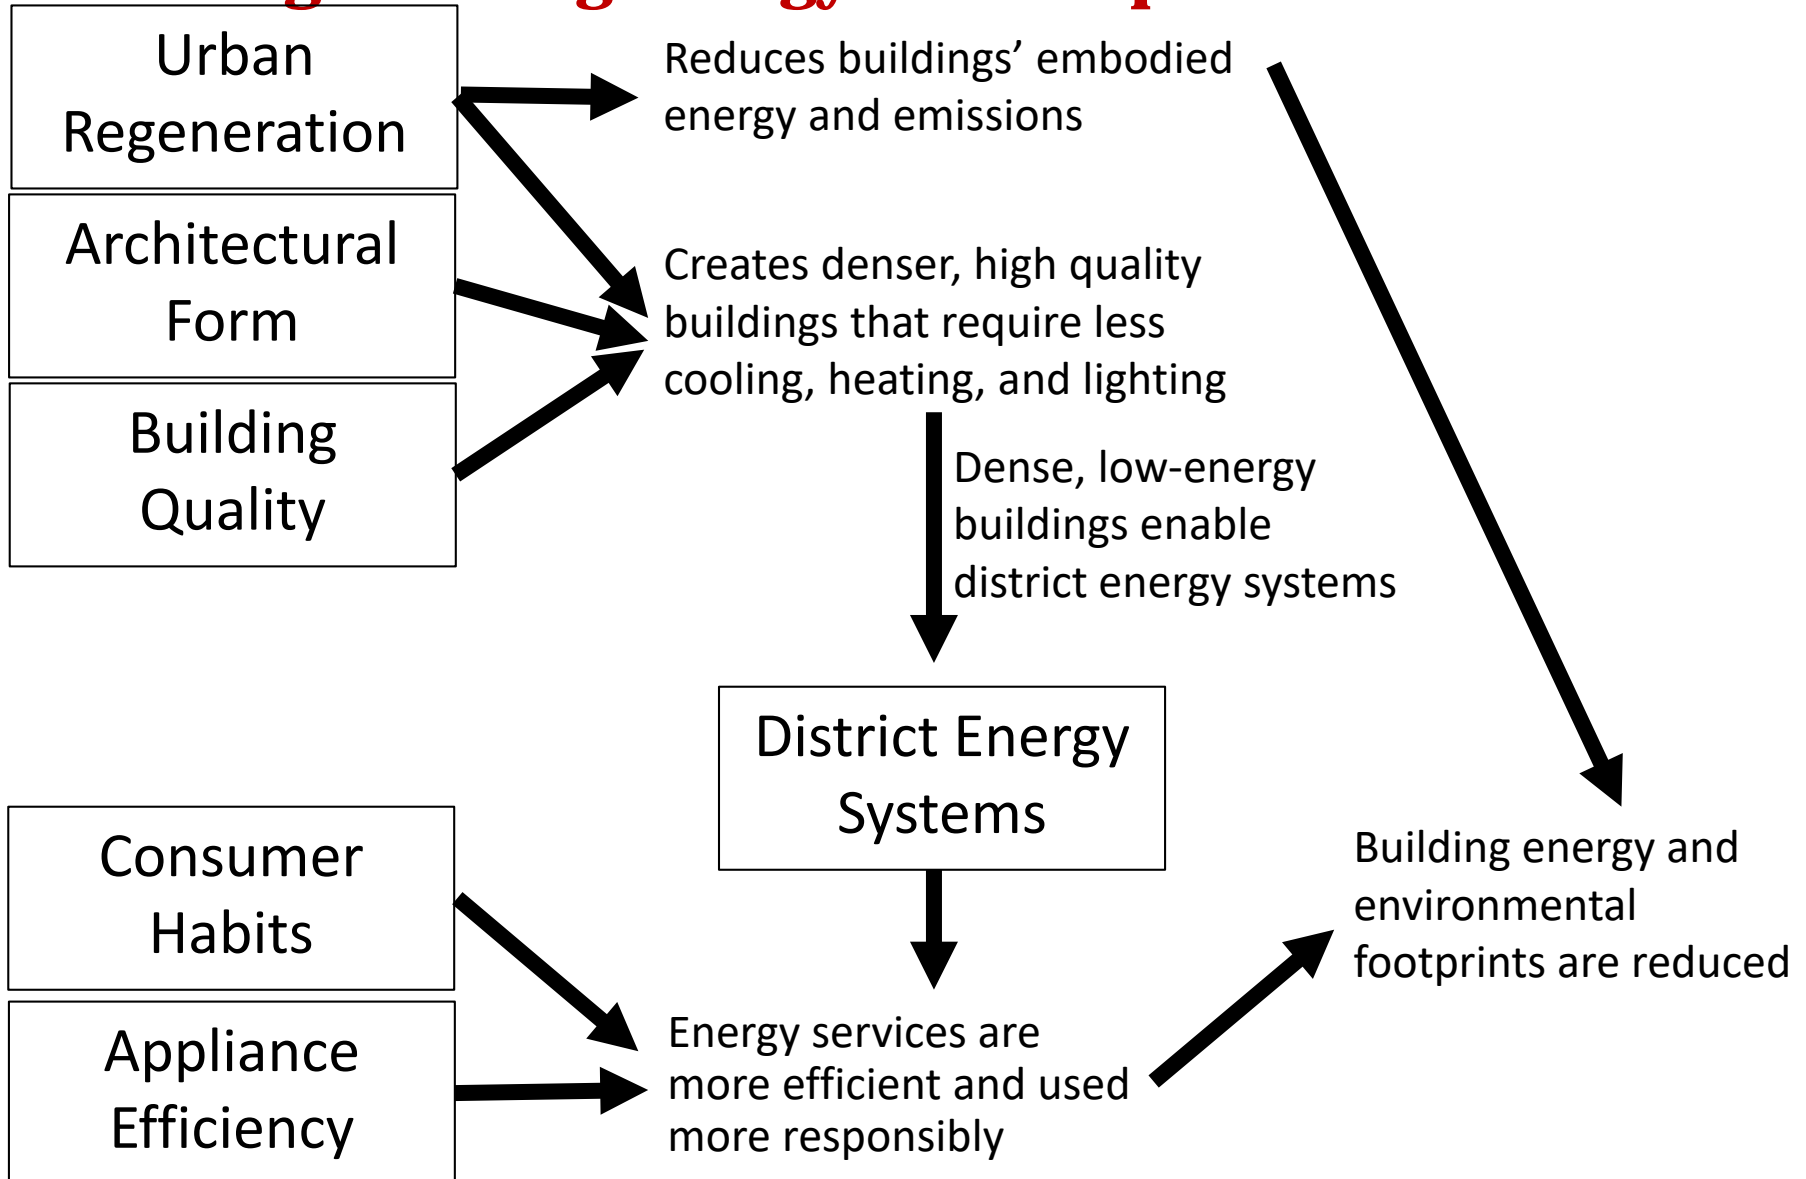 Urban
Regeneration
Reduces buildings’ embodied
energy and emissions
Architectural
Form
Creates denser, high quality
buildings that require less
cooling, heating, and lighting
Building
Quality
Dense, low-energy
buildings enable
district energy systems
District Energy
Systems
Consumer
Habits
Building energy and
environmental
footprints are reduced
Appliance
Efficiency
Energy services are
more efficient and used
more responsibly